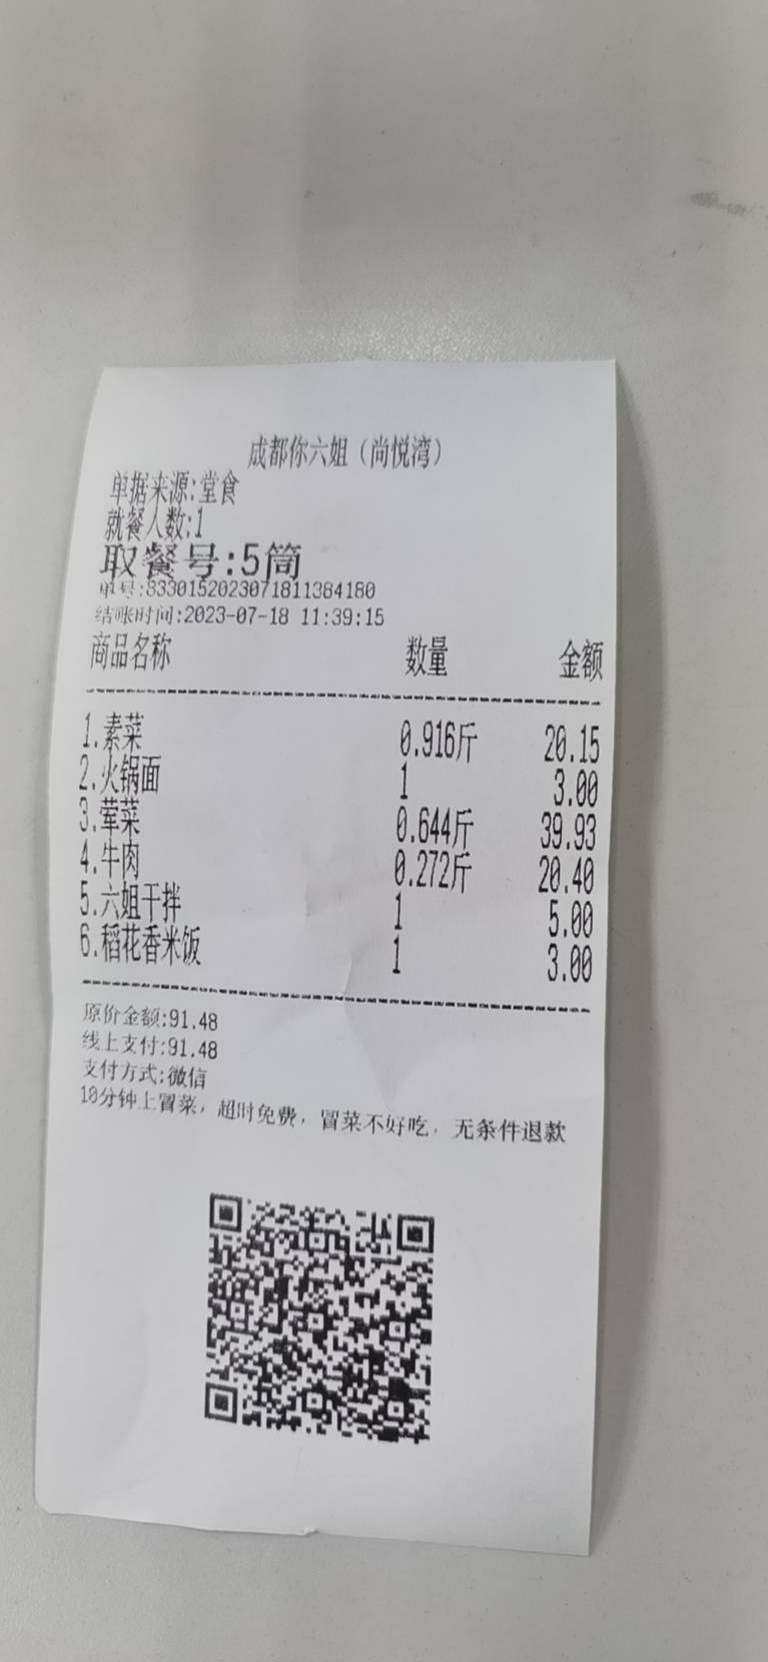 成都你六姐（尚悦湾）
单据来源:堂食
就餐人数:1
取餐号:5筒
单号:833015202307181138​4180
结账时间:2023-07-18 11:39:15
商品名称 数量 金额
1.素菜 0.916斤 20.15
2.火锅面 1 3.00
3.荤菜 0.644斤 39.93
4.牛肉 0.272斤 20.40
5.六姐干拌 1 5.00
6.稻花香米饭 1 3.00
原价金额:91.48
线上支付:91.48
支付方式:微信
10分钟上冒菜，超时免费，冒菜不好吃，无条件退款